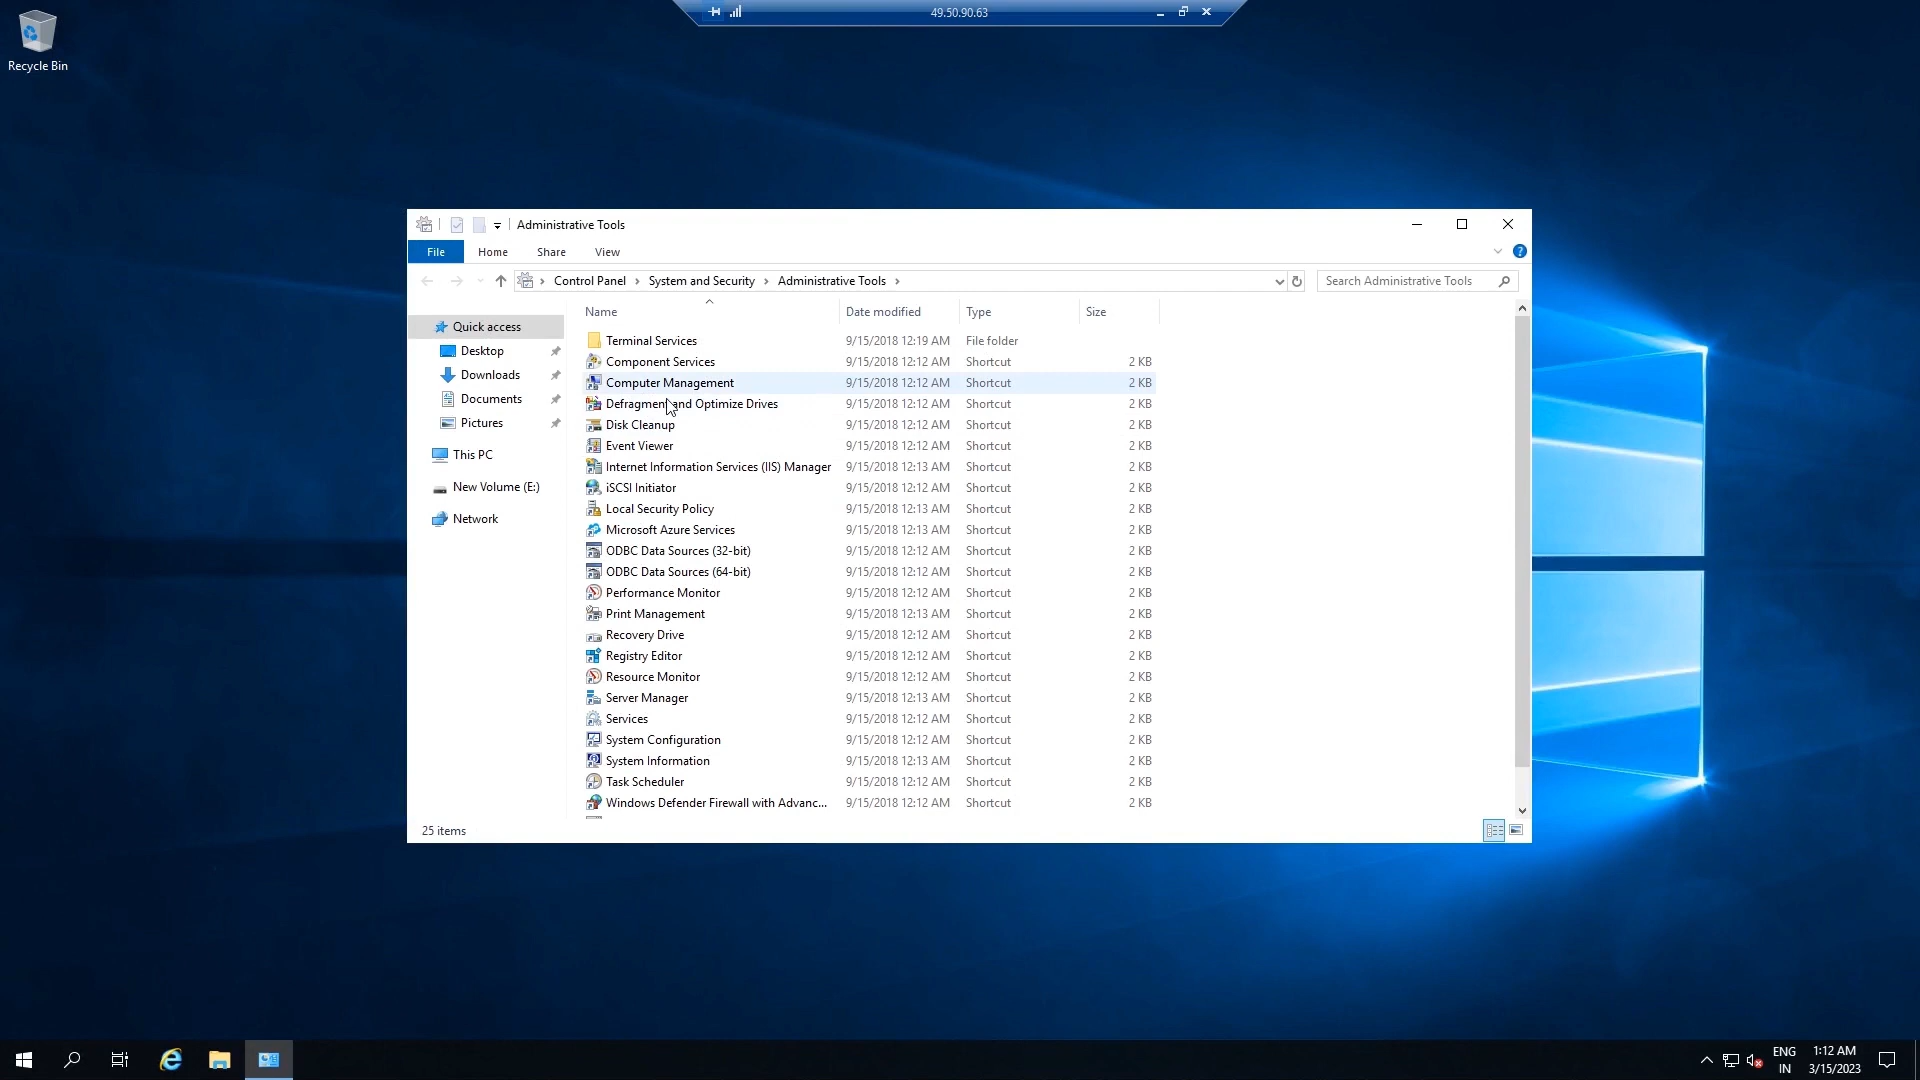 49.50.90.63
Recycle Bin
Administrative Tools
File Home Share View
Control Panel System and Security Administrative Tools
Search Administrative Tools
Name Date modified Type Size
Quick access
Desktop
Downloads
Documents
Pictures
This PC
New Volume (E:)
Network
Terminal Services 9/15/2018 12:19 AM File folder
Component Services 9/15/2018 12:12 AM Shortcut 2 KB
Computer Management 9/15/2018 12:12 AM Shortcut 2 KB
Defragment and Optimize Drives 9/15/2018 12:12 AM Shortcut 2 KB
Disk Cleanup 9/15/2018 12:12 AM Shortcut 2 KB
Event Viewer 9/15/2018 12:12 AM Shortcut 2 KB
Internet Information Services (IIS) Manager 9/15/2018 12:13 AM Shortcut 2 KB
iSCSI Initiator 9/15/2018 12:12 AM Shortcut 2 KB
Local Security Policy 9/15/2018 12:13 AM Shortcut 2 KB
Microsoft Azure Services 9/15/2018 12:13 AM Shortcut 2 KB
ODBC Data Sources (32-bit) 9/15/2018 12:12 AM Shortcut 2 KB
ODBC Data Sources (64-bit) 9/15/2018 12:12 AM Shortcut 2 KB
Performance Monitor 9/15/2018 12:12 AM Shortcut 2 KB
Print Management 9/15/2018 12:13 AM Shortcut 2 KB
Recovery Drive 9/15/2018 12:12 AM Shortcut 2 KB
Registry Editor 9/15/2018 12:12 AM Shortcut 2 KB
Resource Monitor 9/15/2018 12:12 AM Shortcut 2 KB
Server Manager 9/15/2018 12:13 AM Shortcut 2 KB
Services 9/15/2018 12:12 AM Shortcut 2 KB
System Configuration 9/15/2018 12:12 AM Shortcut 2 KB
System Information 9/15/2018 12:13 AM Shortcut 2 KB
Task Scheduler 9/15/2018 12:12 AM Shortcut 2 KB
Windows Defender Firewall with Advanc... 9/15/2018 12:12 AM Shortcut 2 KB
25 items
ENG 1:12 AM
IN 3/15/2023